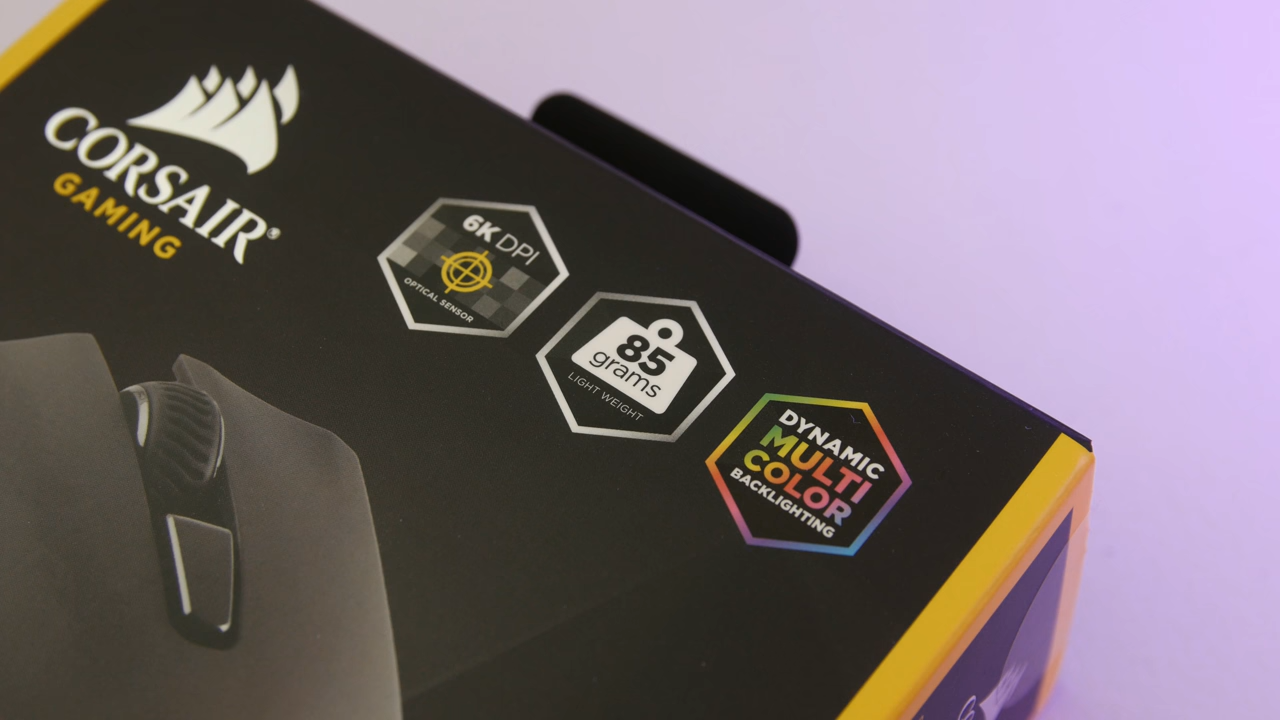 CORSAIR®
GAMING
6K DPI
OPTICAL SENSOR
85
grams
LIGHT WEIGHT
DYNAMIC
MULTI
COLOR
BACKLIGHTING